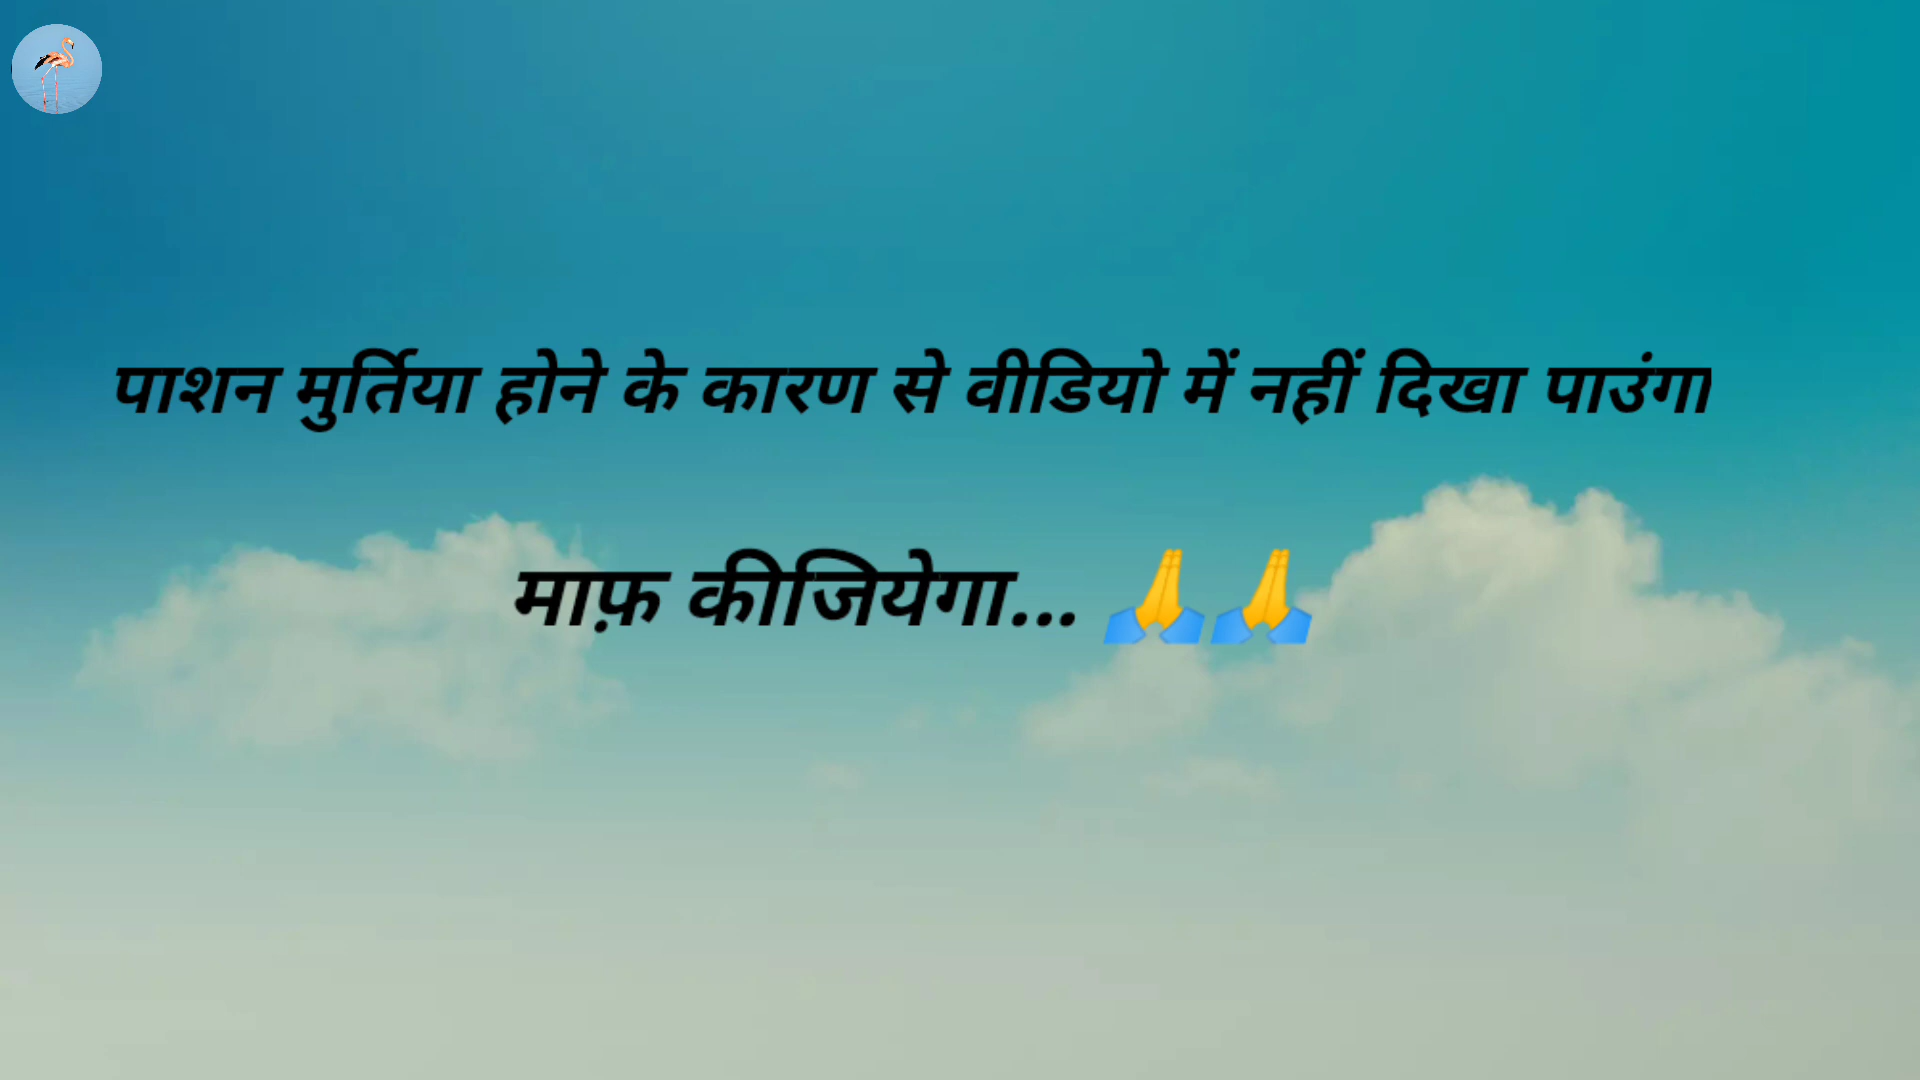 पाशन मुर्तिया होने के कारण से वीडियो में नहीं दिखा पाउंगा
माफ़ कीजियेगा... 🙏🙏